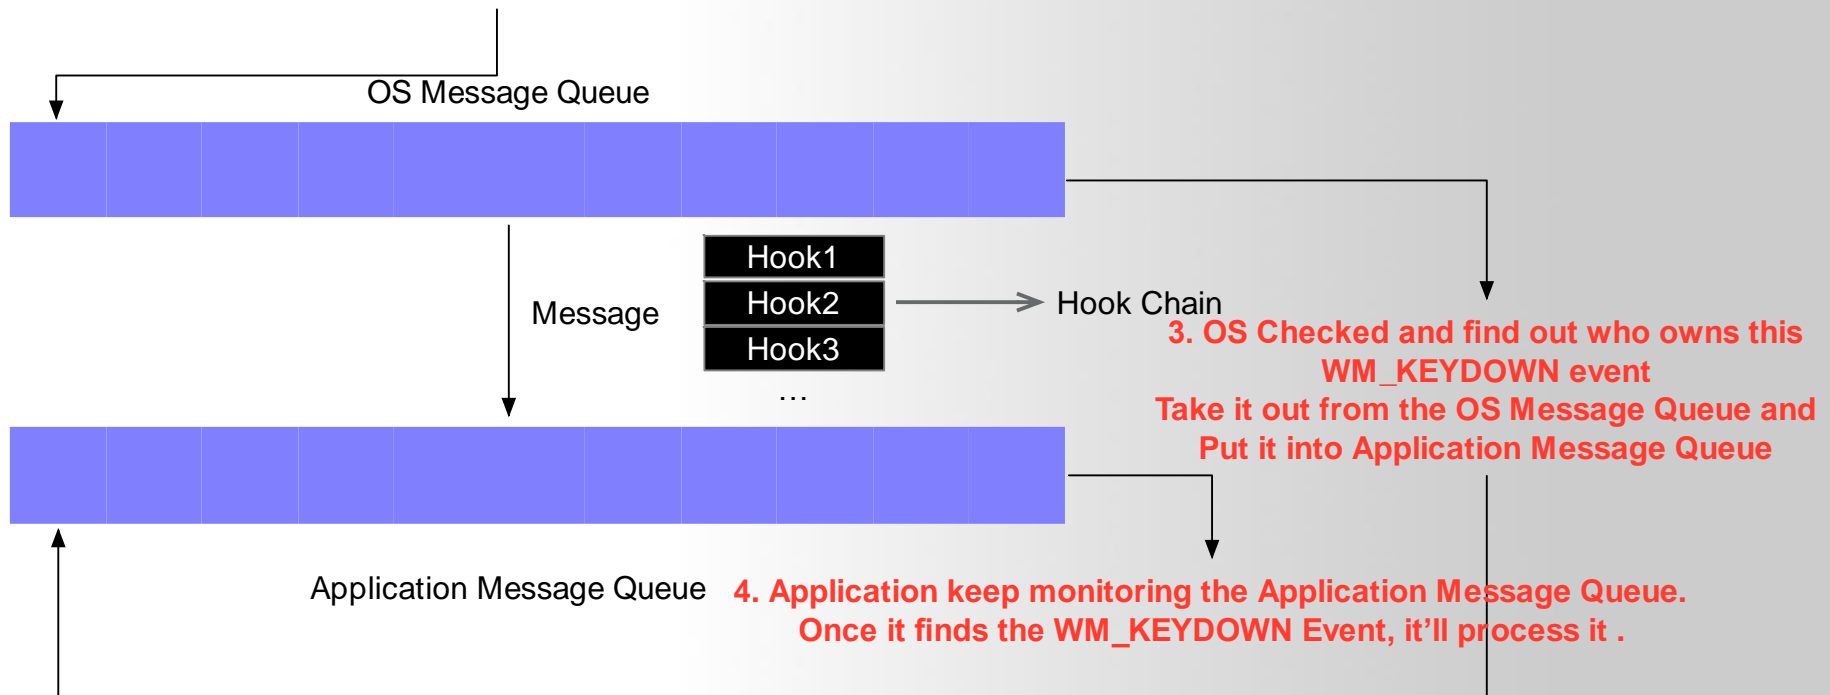 OS Message Queue
Hook1
Hook2
Hook3
…
Message
Hook Chain
3. OS Checked and find out who owns this
WM_KEYDOWN event
Take it out from the OS Message Queue and
Put it into Application Message Queue
Application Message Queue
4. Application keep monitoring the Application Message Queue.
Once it finds the WM_KEYDOWN Event, it’ll process it .